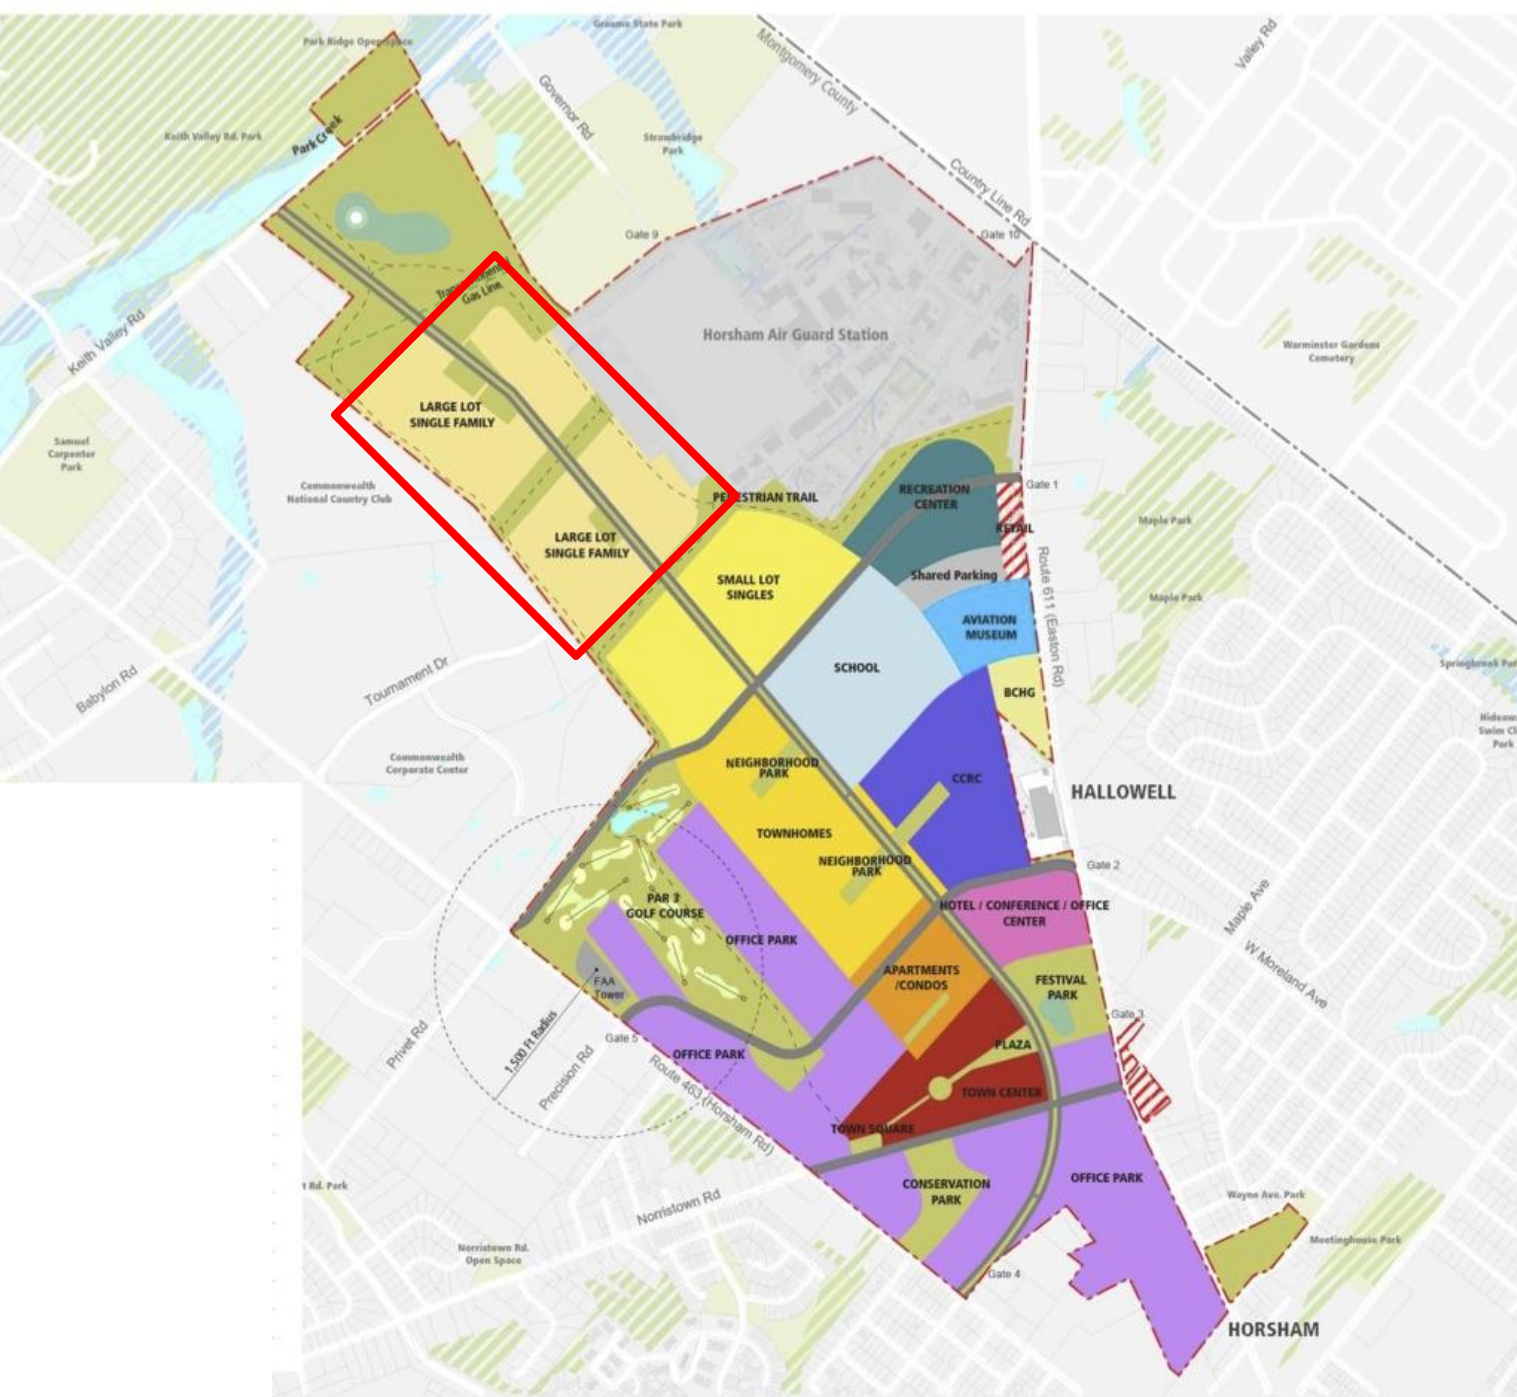 Groome State Park
Park Ridge Open Space
Montgomery County
Valley Rd
Governor Rd
Keith Valley Rd. Park
Park Creek
Strawbridge
Park
Country Line Rd
Gate 9
Gate 10
Gas Line
Horsham Air Guard Station
Keith Valley Rd
Warminster Gardens
Cemetery
LARGE LOT
SINGLE FAMILY
Samuel
Carpenter
Park
Commonwealth
National Country Club
PEDESTRIAN TRAIL
RECREATION
CENTER
Gate 1
RETAIL
Maple Park
LARGE LOT
SINGLE FAMILY
Route 611 (Easton Rd)
SMALL LOT
SINGLES
Shared Parking
Maple Park
AVIATION
MUSEUM
SCHOOL
BCHG
Tournament Dr
Babylon Rd
Commonwealth
Corporate Center
NEIGHBORHOOD
PARK
CCRC
HALLOWELL
TOWNHOMES
NEIGHBORHOOD
PARK
Gate 2
PAR 3
GOLF COURSE
HOTEL / CONFERENCE / OFFICE
CENTER
Maple Ave
OFFICE PARK
W Moreland Ave
FAA
Tower
APARTMENTS
/CONDOS
FESTIVAL
PARK
Gate 3
Privet Rd
1,500 Ft Radius
Gate 5
OFFICE PARK
PLAZA
Precision Rd
Route 463 (Horsham Rd)
TOWN CENTER
TOWN SQUARE
t Rd. Park
CONSERVATION
PARK
OFFICE PARK
Wayne Ave. Park
Norristown Rd
Meetinghouse Park
Norristown Rd.
Open Space
Gate 4
HORSHAM